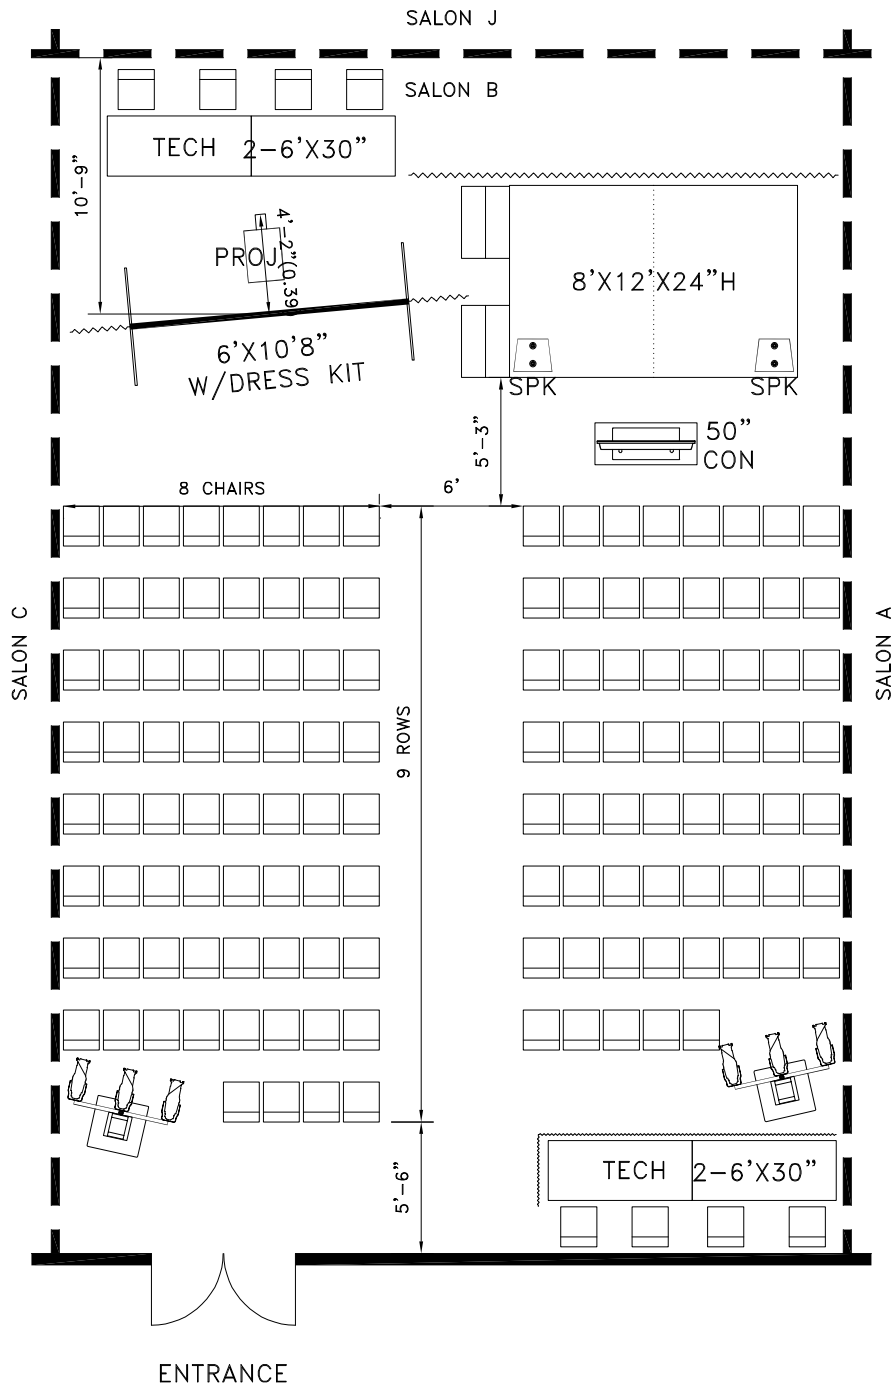 SALON J
SALON B
TECH 2-6'X30"
10'-9"
4'-2"(0.39)
PROJ
8'X12'X24"H
6'X10'8"
W/DRESS KIT
SPK
SPK
5'-3"
50"
CON
8 CHAIRS
6'
SALON C
SALON A
9 ROWS
5'-6"
TECH 2-6'X30"
ENTRANCE